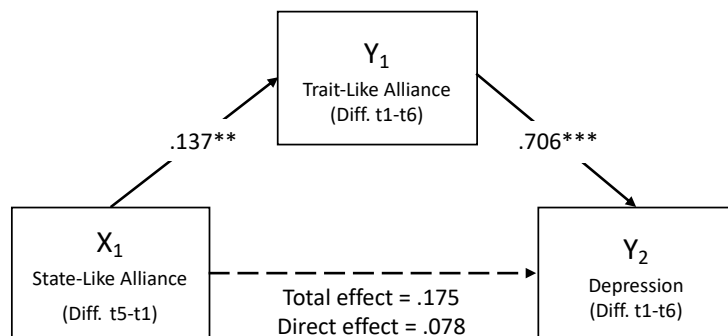 Y1
Trait-Like Alliance
(Diff. t1-t6)
.137**
.706***
X1
State-Like Alliance
(Diff. t5-t1)
Total effect = .175
Direct effect = .078
Y2
Depression
(Diff. t1-t6)